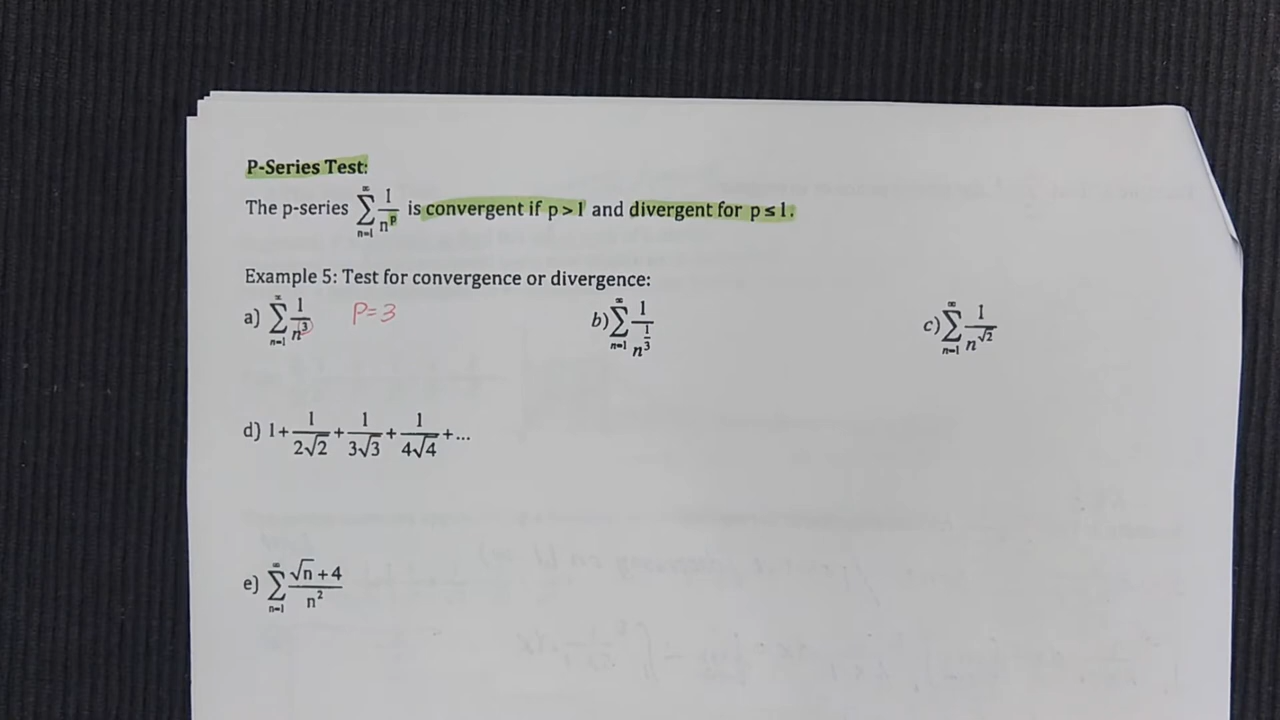 P-Series Test:
The p-series ∞ ∑ n=1 1/n^p is convergent if p > 1 and divergent for p ≤ 1.
Example 5: Test for convergence or divergence:
a) ∞ ∑ n=1 1/n^3 P=3 b) ∞ ∑ n=1 1/n^(1/3) c) ∞ ∑ n=1 1/n^√2
d) 1 + 1/2√2 + 1/3√3 + 1/4√4 + ...
e) ∞ ∑ n=1 (√n + 4)/n^2